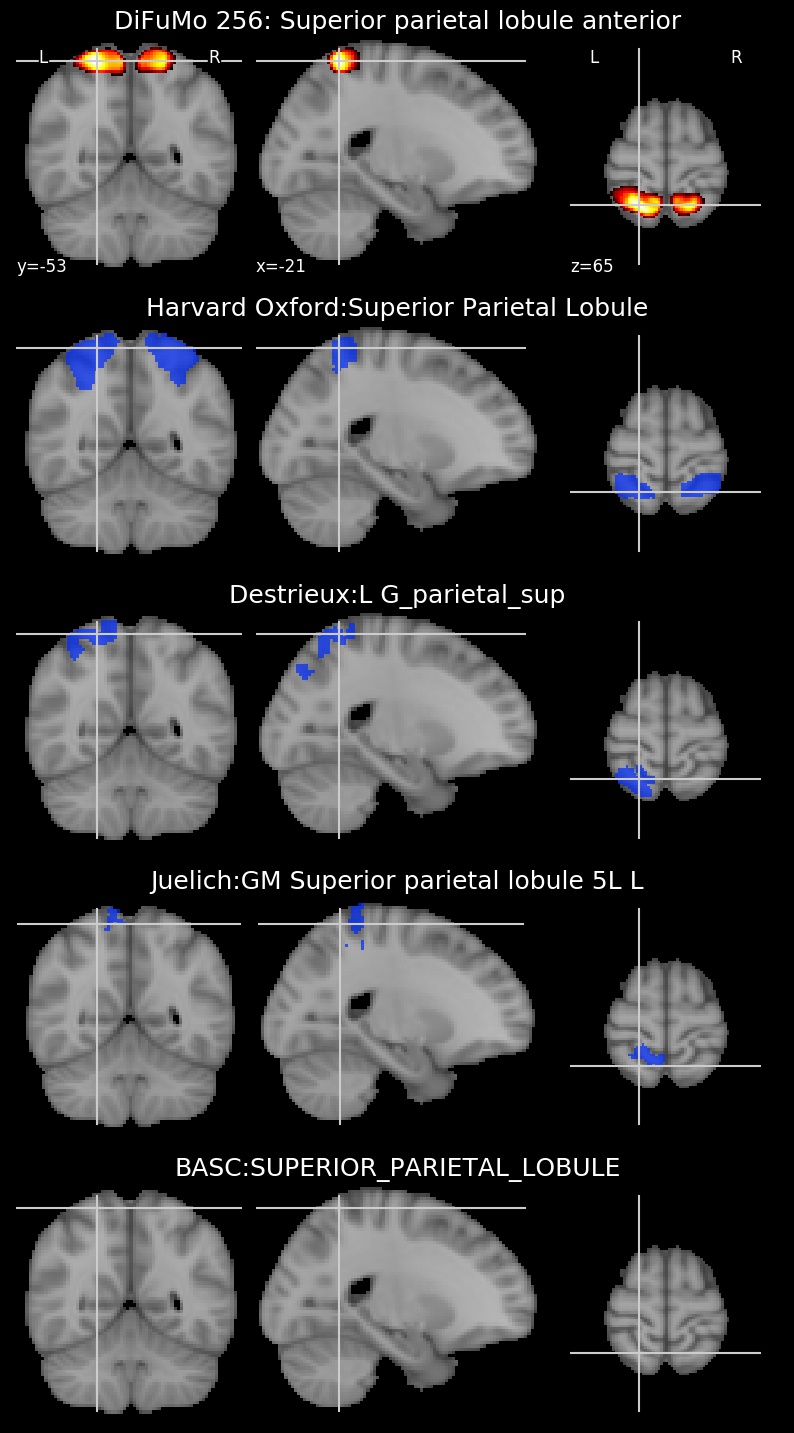 DiFuMo 256: Superior parietal lobule anterior
L R L R
y=-53 x=-21 z=65
Harvard Oxford:Superior Parietal Lobule
Destrieux:L G_parietal_sup
Juelich:GM Superior parietal lobule 5L L
BASC:SUPERIOR_PARIETAL_LOBULE